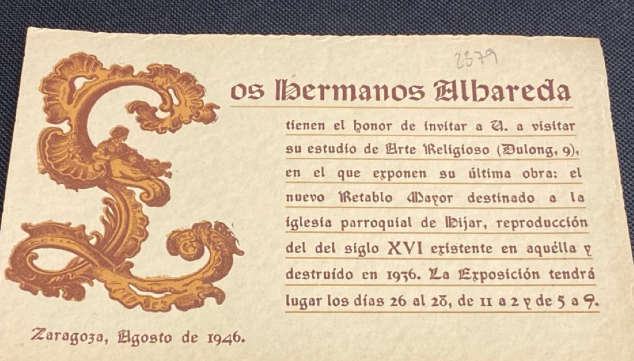 2579
Los Hermanos Albareda
tienen el honor de invitar a U. a visitar
su estudio de Arte Religioso (Dulong, 9),
en el que exponen su última obra: el
nuevo Retablo Mayor destinado a la
iglesia parroquial de Hijar, reproducción
del del siglo XVI existente en aquélla y
destruído en 1936. La Exposición tendrá
lugar los días 26 al 28, de 11 a 2 y de 5 a 9.
Zaragoza, Agosto de 1946.